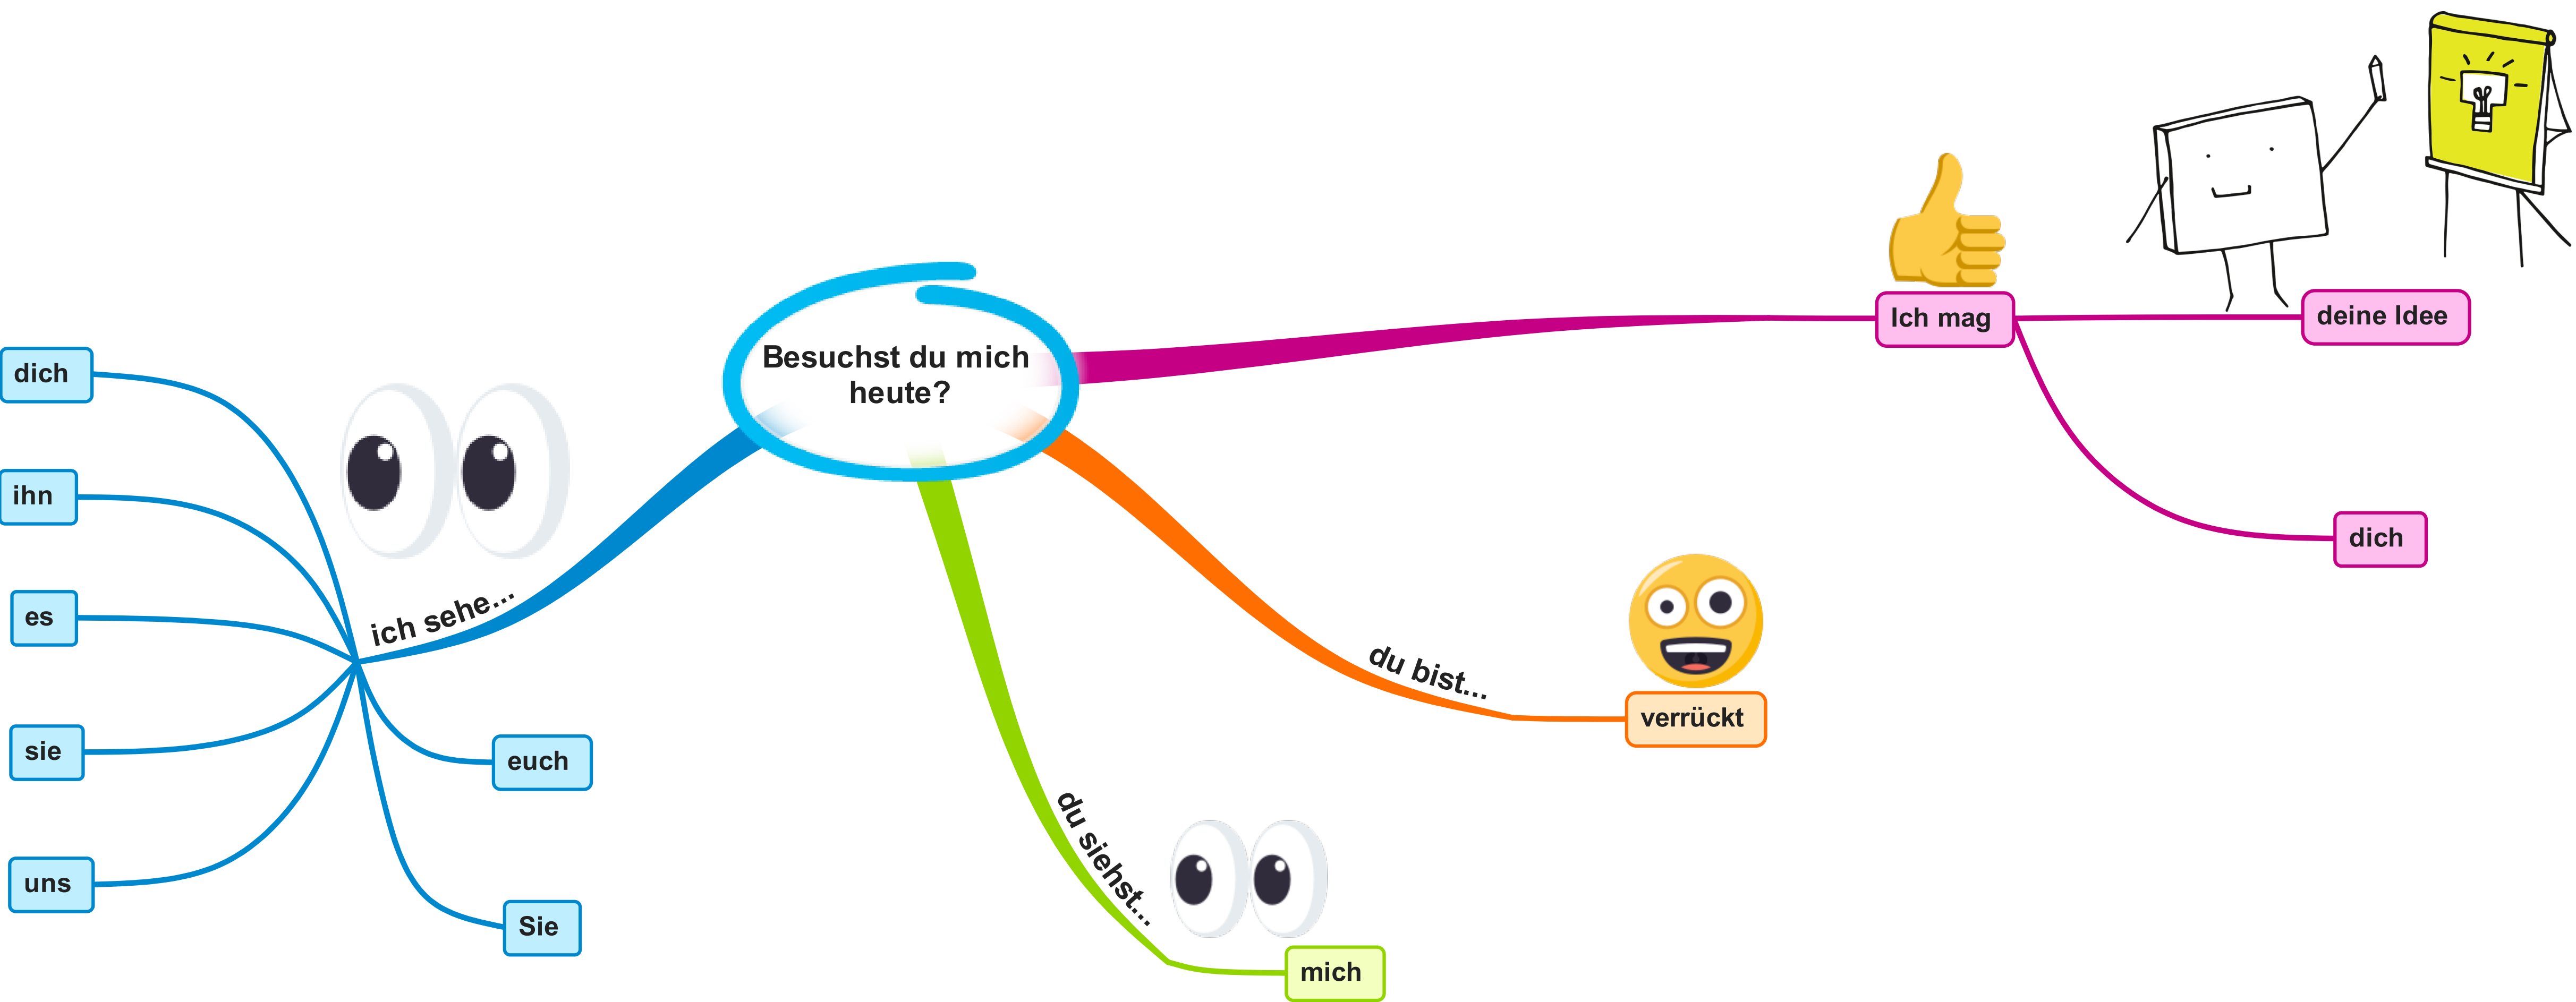 Besuchst du mich
heute?
Ich mag
deine Idee
dich
du bist...
verrückt
du siehst...
mich
ich sehe...
dich
ihn
es
sie
uns
euch
Sie